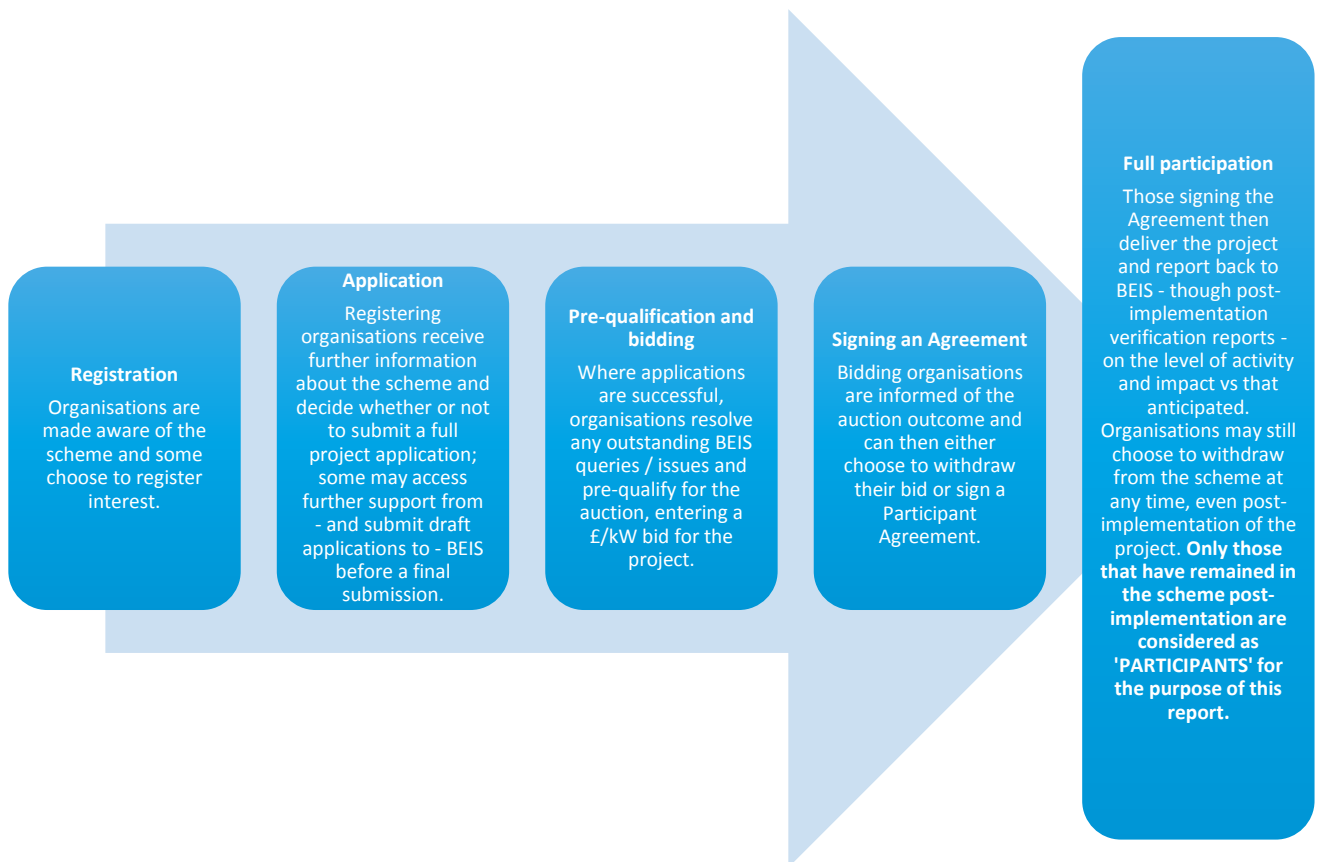 Registration
Organisations are
made aware of the
scheme and some
choose to register
interest.
Application
Registering
organisations receive
further information
about the scheme and
decide whether or not
to submit a full
project application;
some may access
further support from
- and submit draft
applications to - BEIS
before a final
submission.
Pre-qualification and
bidding
Where applications
are successful,
organisations resolve
any outstanding BEIS
queries / issues and
pre-qualify for the
auction, entering a
£/kW bid for the
project.
Signing an Agreement
Bidding organisations
are informed of the
auction outcome and
can then either
choose to withdraw
their bid or sign a
Participant
Agreement.
Full participation
Those signing the
Agreement then
deliver the project
and report back to
BEIS - though post-
implementation
verification reports -
on the level of activity
and impact vs that
anticipated.
Organisations may still
choose to withdraw
from the scheme at
any time, even post-
implementation of the
project. Only those
that have remained in
the scheme post-
implementation are
considered as
'PARTICIPANTS' for
the purpose of this
report.